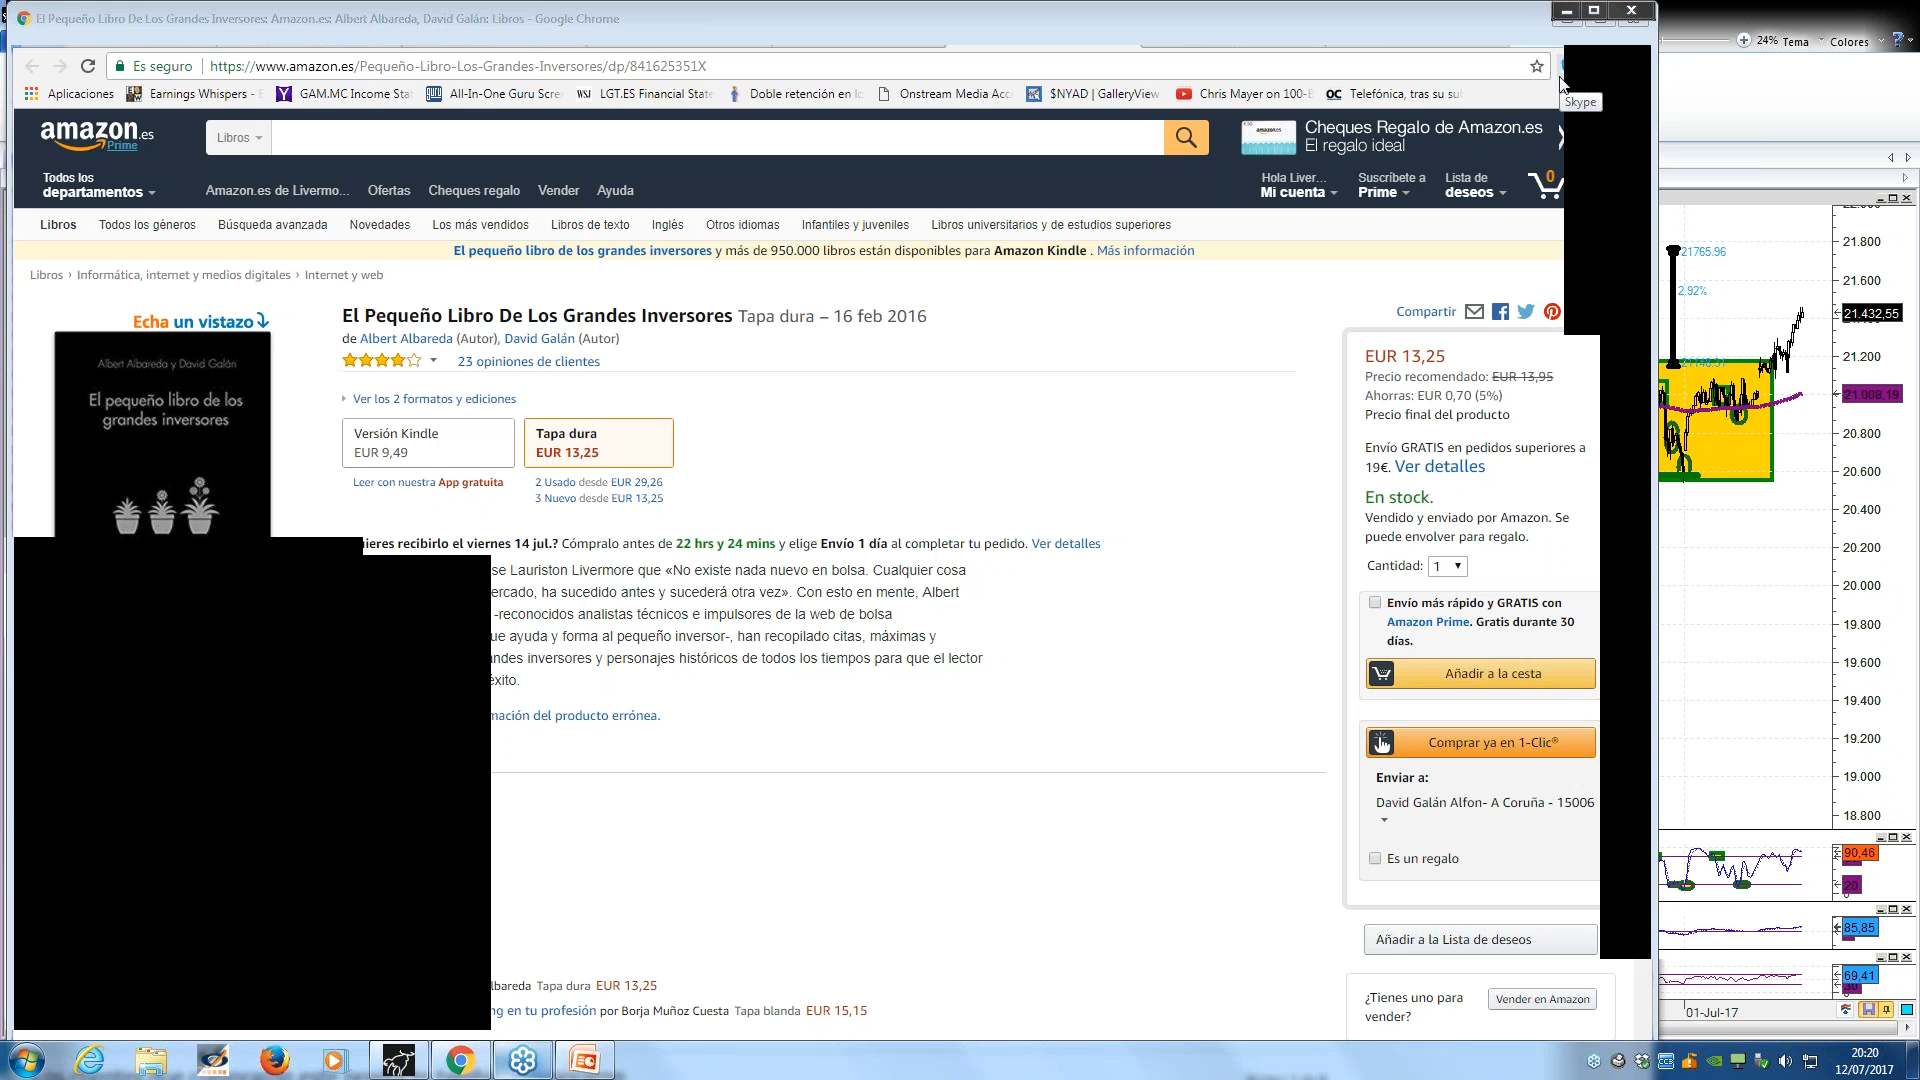 El Pequeño Libro De Los Grandes Inversores: Amazon.es: Albert Albareda, David Galán: Libros - Google Chrome
24% Tema Colores
Es seguro https://www.amazon.es/Pequeño-Libro-Los-Grandes-Inversores/dp/841625351X
Aplicaciones Earnings Whispers - GAM.MC Income Stat All-In-One Guru Scre WSJ LGT.ES Financial State Doble retención en lo Onstream Media Acc $NYAD | GalleryView Chris Mayer on 100-B OC Telefónica, tras su su
Skype
amazon.es
Prime
Libros
Cheques Regalo de Amazon.es
El regalo ideal
Todos los
departamentos
Amazon.es de Livermo... Ofertas Cheques regalo Vender Ayuda
Hola Liver...
Mi cuenta
Suscríbete a
Prime
Lista de
deseos
0
Libros Todos los géneros Búsqueda avanzada Novedades Los más vendidos Libros de texto Inglés Otros idiomas Infantiles y juveniles Libros universitarios y de estudios superiores
El pequeño libro de los grandes inversores y más de 950.000 libros están disponibles para Amazon Kindle . Más información
Libros › Informática, internet y medios digitales › Internet y web
Echa un vistazo
Albert Albareda y David Galán
El pequeño libro de los
grandes inversores
El Pequeño Libro De Los Grandes Inversores Tapa dura – 16 feb 2016
de Albert Albareda (Autor), David Galán (Autor)
23 opiniones de clientes
Ver los 2 formatos y ediciones
Versión Kindle
EUR 9,49
Tapa dura
EUR 13,25
Leer con nuestra App gratuita
2 Usado desde EUR 29,26
3 Nuevo desde EUR 13,25
uieres recibirlo el viernes 14 jul.? Cómpralo antes de 22 hrs y 24 mins y elige Envío 1 día al completar tu pedido. Ver detalles
se Lauriston Livermore que «No existe nada nuevo en bolsa. Cualquier cosa
ercado, ha sucedido antes y sucederá otra vez». Con esto en mente, Albert
-reconocidos analistas técnicos e impulsores de la web de bolsa
ue ayuda y forma al pequeño inversor-, han recopilado citas, máximas y
andes inversores y personajes históricos de todos los tiempos para que el lector
éxito.
mación del producto errónea.
lbareda Tapa dura EUR 13,25
ng en tu profesión por Borja Muñoz Cuesta Tapa blanda EUR 15,15
Compartir
EUR 13,25
Precio recomendado: EUR 13,95
Ahorras: EUR 0,70 (5%)
Precio final del producto
Envío GRATIS en pedidos superiores a
19€. Ver detalles
En stock.
Vendido y enviado por Amazon. Se
puede envolver para regalo.
Cantidad: 1
Envío más rápido y GRATIS con
Amazon Prime. Gratis durante 30
días.
Añadir a la cesta
Comprar ya en 1-Clic®
Enviar a:
David Galán Alfon- A Coruña - 15006
Es un regalo
Añadir a la Lista de deseos
¿Tienes uno para
vender?
Vender en Amazon
21765.96
2.92%
21.800
21.600
21.432,55
21.200
21.008,19
20.800
20.600
20.400
20.200
20.000
19.800
19.600
19.400
19.200
19.000
18.800
90,46
20
85,85
69,41
01-Jul-17
20:20
12/07/2017